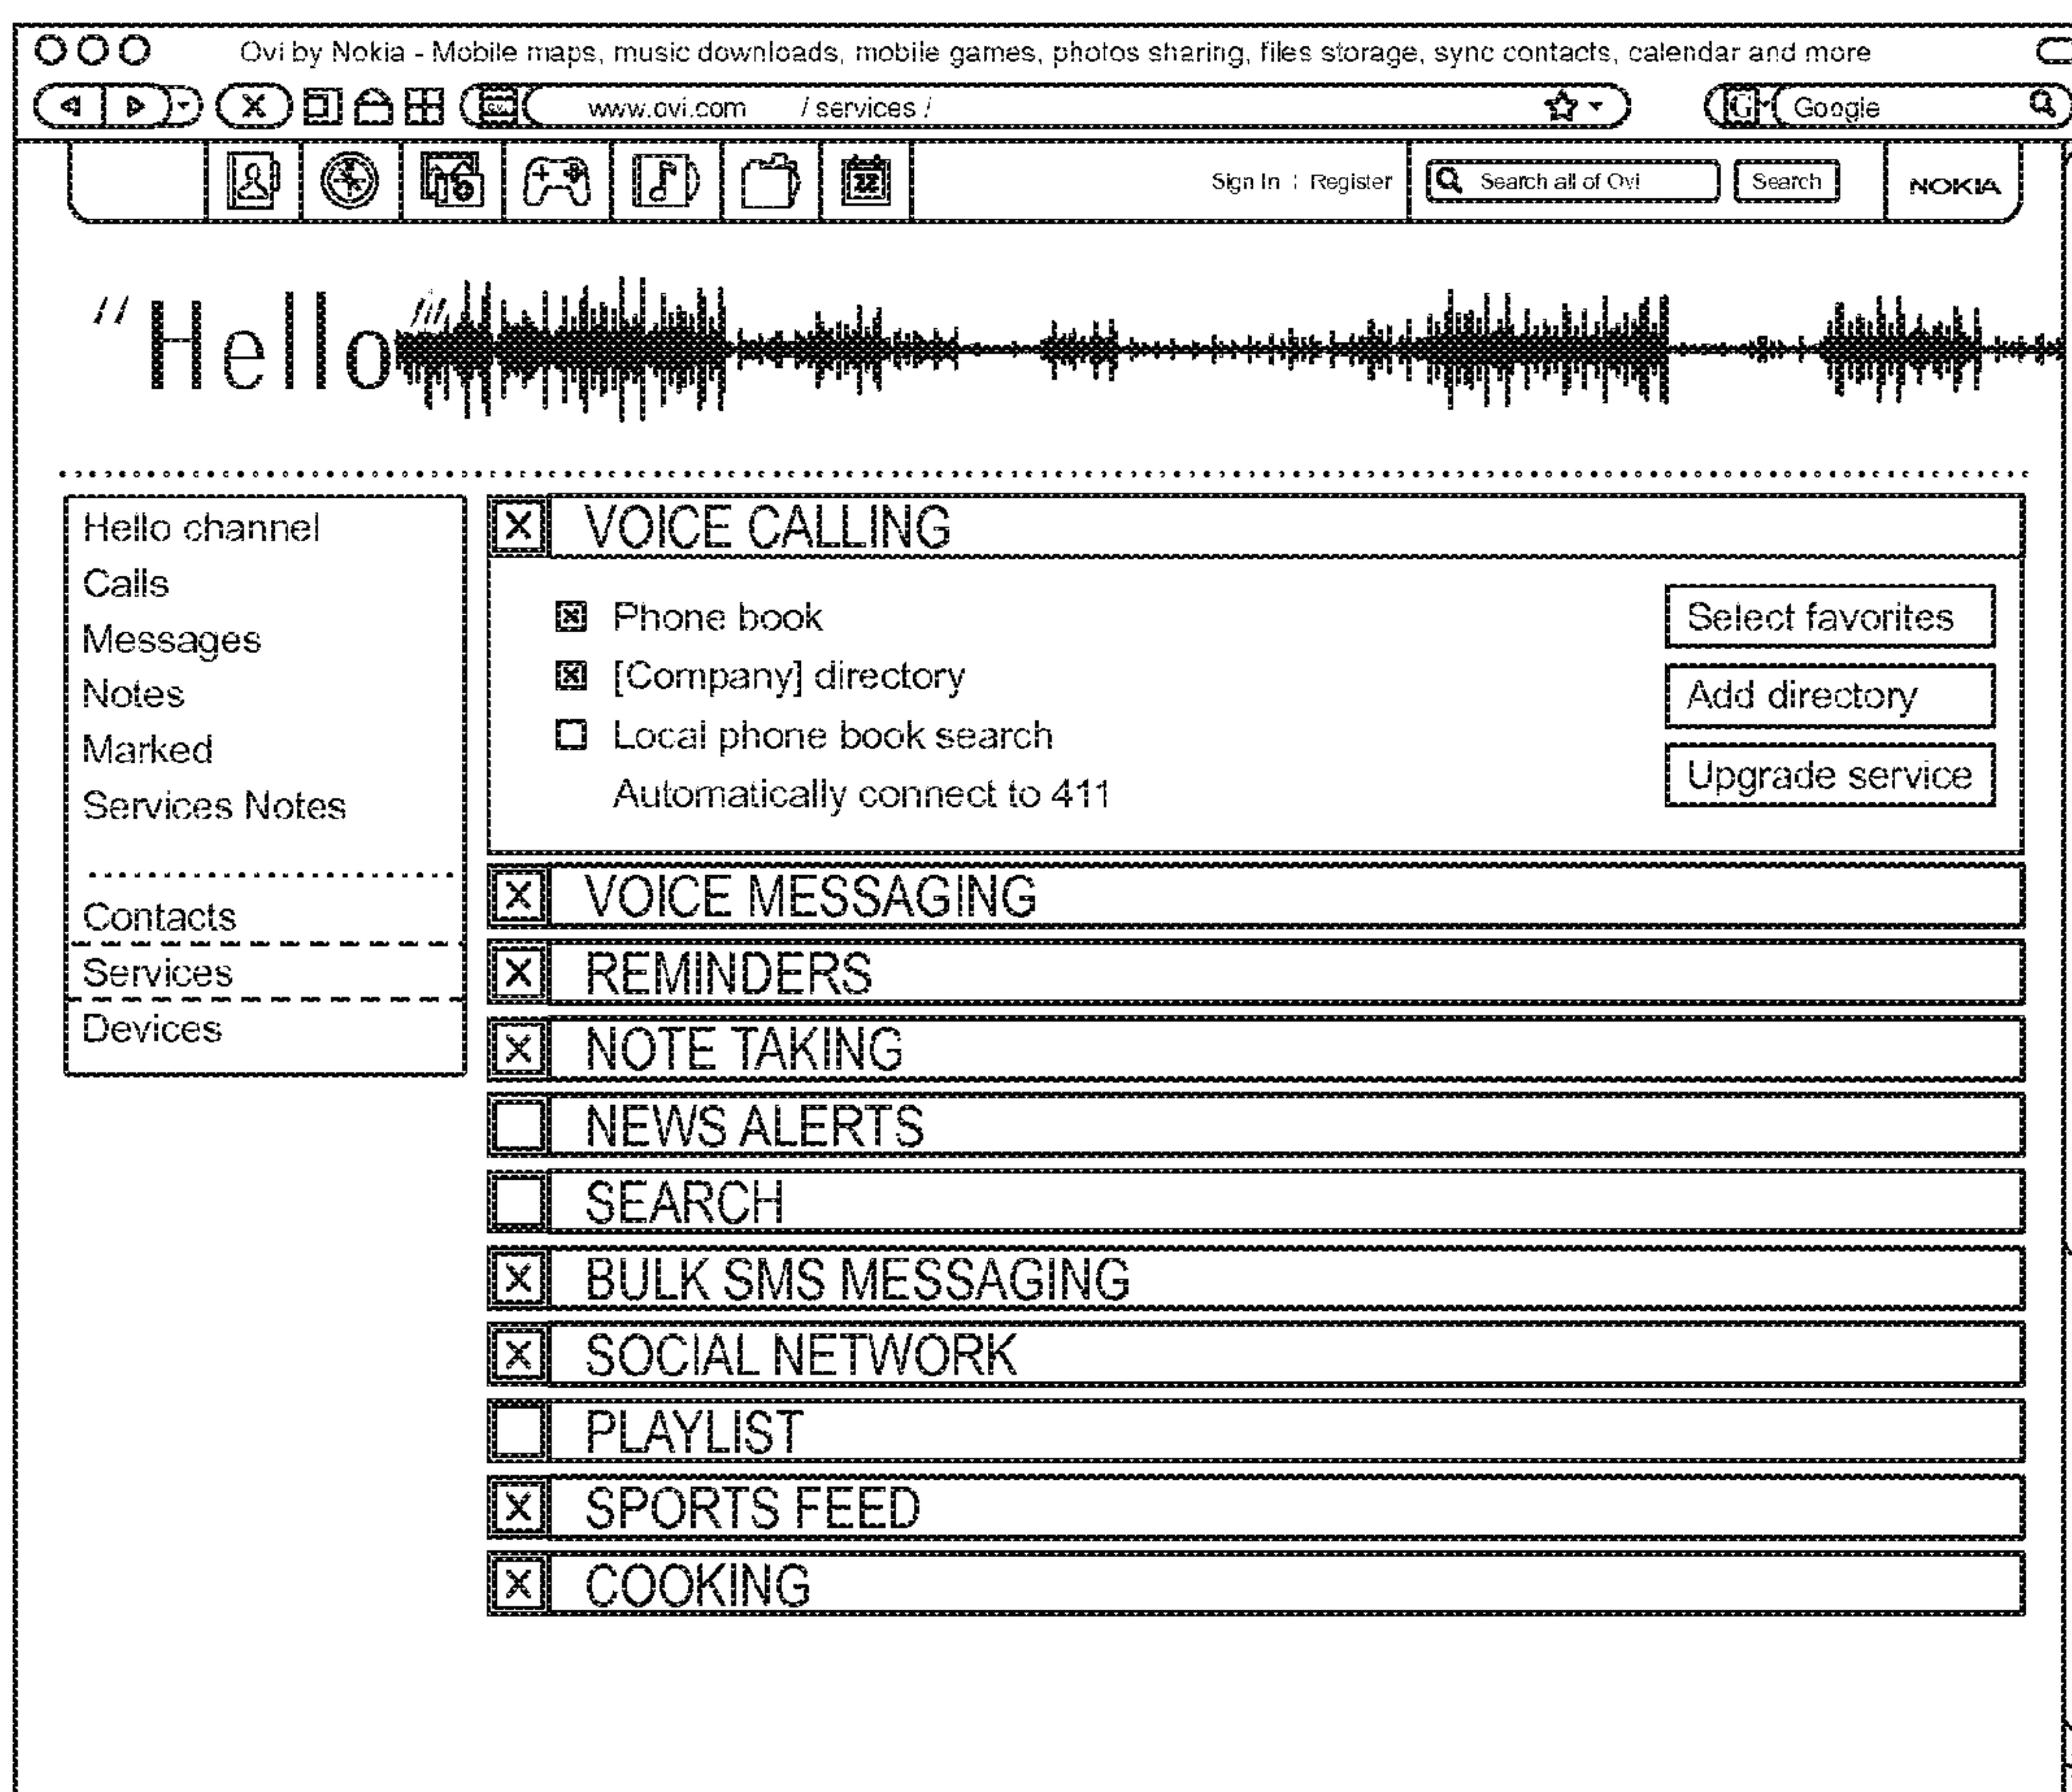 Ovi by Nokia - Mobile maps, music downloads, mobile games, photos sharing, files storage, sync contacts, calendar and more
www.ovi.com / services / G Google
22 Sign In | Register Search all of Ovi Search NOKIA
"Hello"
Hello channel
Calls
Messages
Notes
Marked
Services Notes
Contacts
Services
Devices
X VOICE CALLING
X Phone book
X [Company] directory
Local phone book search
Automatically connect to 411
Select favorites
Add directory
Upgrade service
X VOICE MESSAGING
X REMINDERS
X NOTE TAKING
NEWS ALERTS
SEARCH
X BULK SMS MESSAGING
X SOCIAL NETWORK
PLAYLIST
X SPORTS FEED
X COOKING